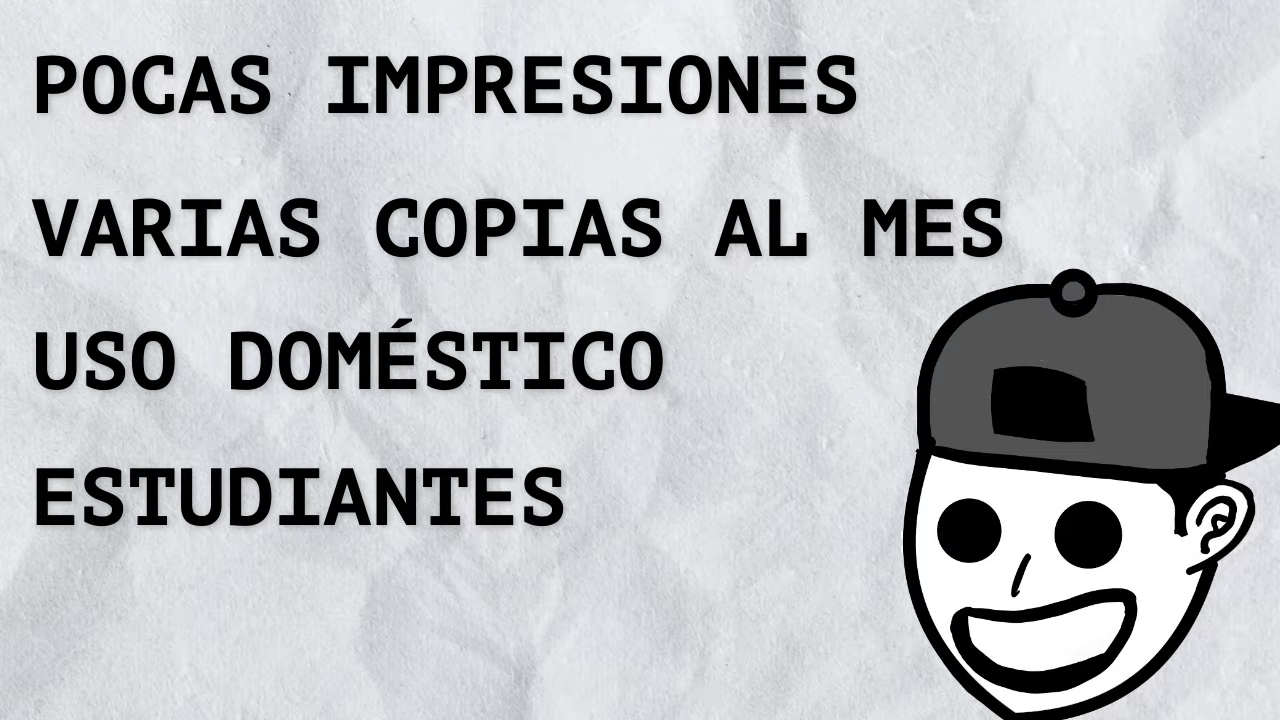 POCAS IMPRESIONES
VARIAS COPIAS AL MES
USO DOMÉSTICO
ESTUDIANTES